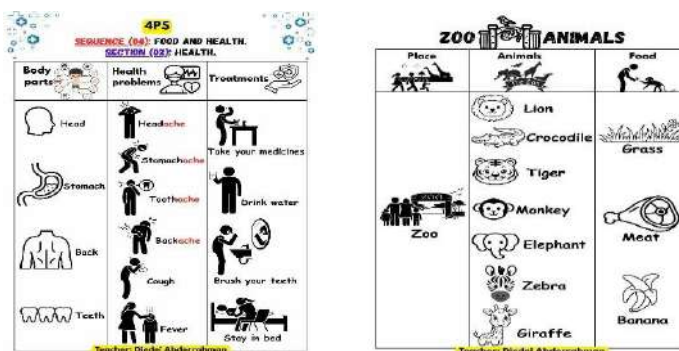 4PS
SEQUENCE (04): FOOD AND HEALTH.
SECTION (02): HEALTH.
Body parts
Health problems
Treatments
Head
Headache
Take your medicines
Stomachache
Stomach
Toothache
Drink water
Backache
Back
Cough
Brush your teeth
Teeth
Fever
Stay in bed
Teacher:
ZOO ANIMALS
Place
Animals
Food
Lion
Crocodile
Grass
Tiger
Zoo
Monkey
Meat
Elephant
Zebra
Giraffe
Banana
Teacher: